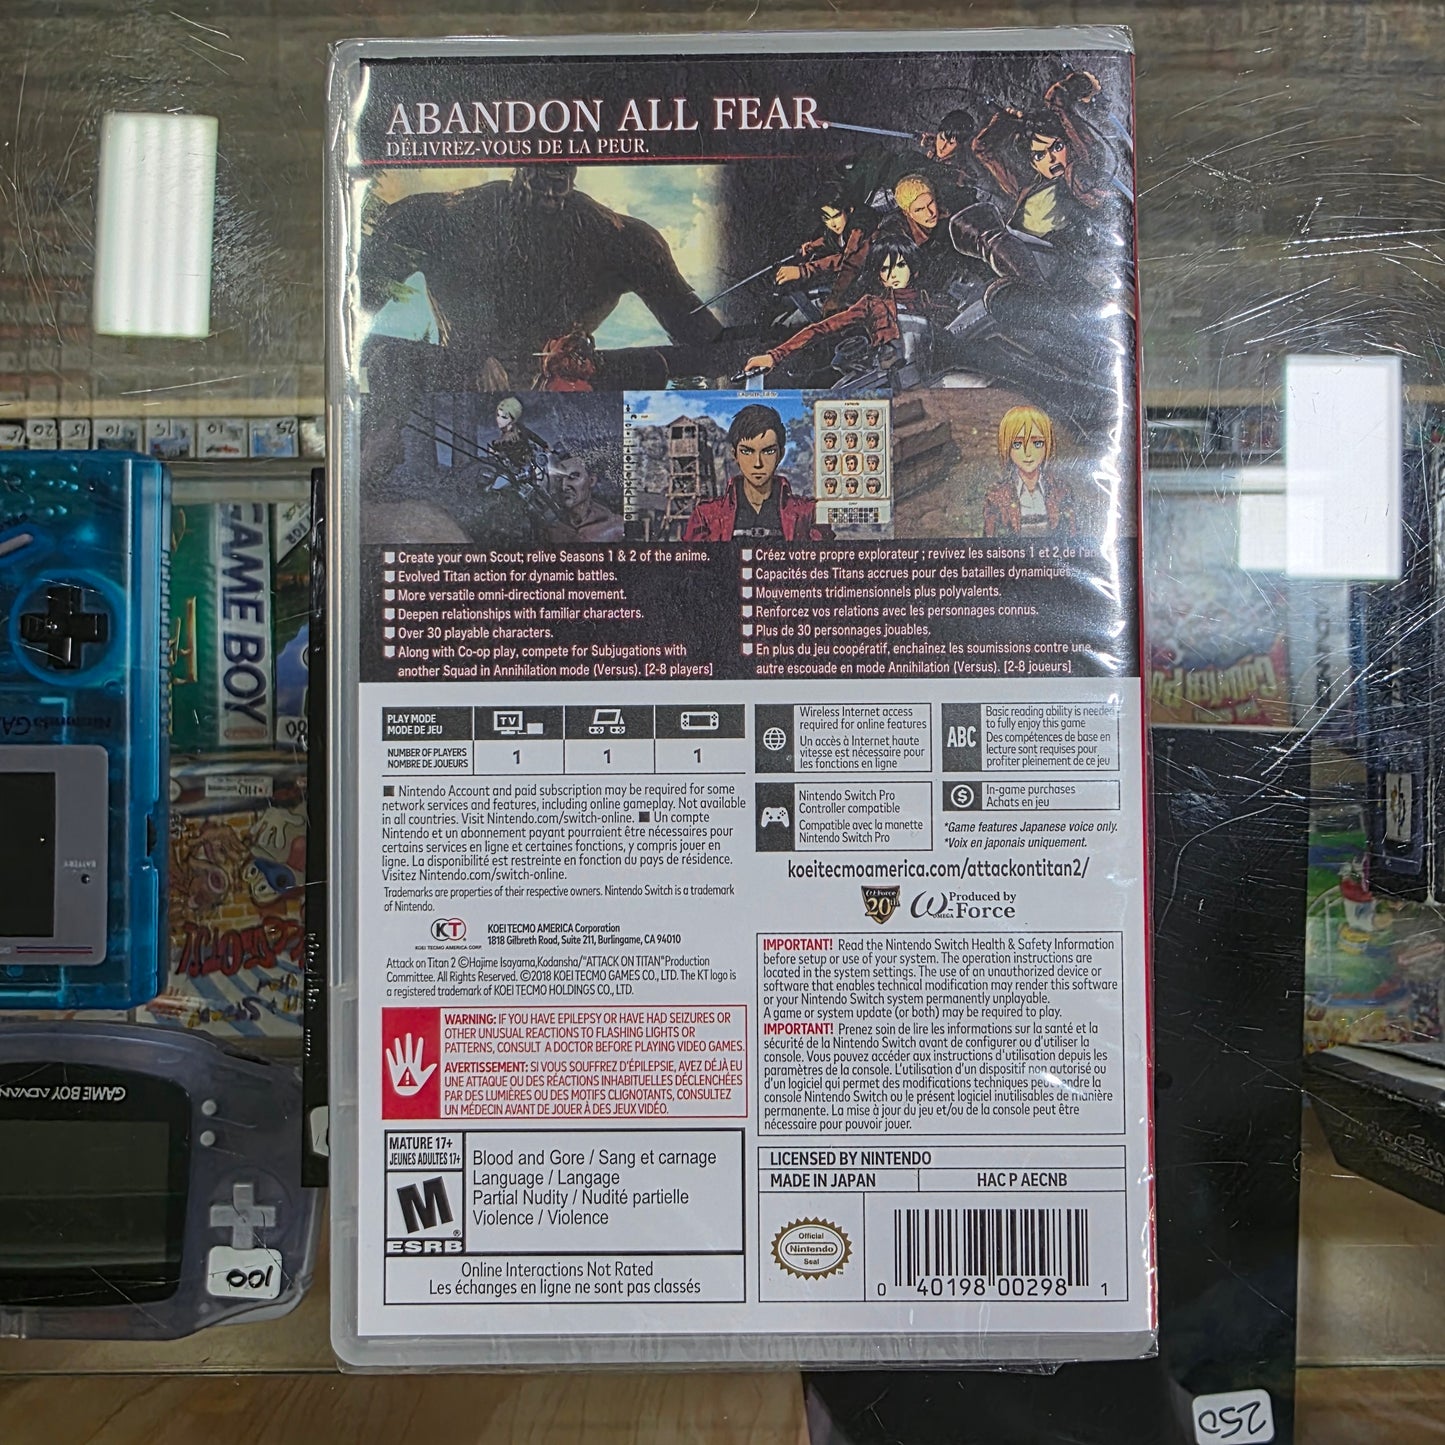 ABANDON ALL FEAR.
DÉLIVREZ-VOUS DE LA PEUR.
Create your own Scout; relive Seasons 1 & 2 of the anime.
Evolved Titan action for dynamic battles.
More versatile omni-directional movement.
Deepen relationships with familiar characters.
Over 30 playable characters.
Along with Co-op play, compete for Subjugations with
another Squad in Annihilation mode (Versus). [2-8 players]
Créez votre propre explorateur ; revivez les saisons 1 et 2 de l'an
Capacités des Titans accrues pour des batailles dynamiques.
Mouvements tridimensionnels plus polyvalents.
Renforcez vos relations avec les personnages connus.
Plus de 30 personnages jouables.
En plus du jeu coopératif, enchaînez les soumissions contre une
autre escouade en mode Annihilation (Versus). [2-8 joueurs]
PLAY MODE
MODE DE JEU
TV
NUMBER OF PLAYERS
NOMBRE DE JOUEURS
1
1
1
Nintendo Account and paid subscription may be required for some
network services and features, including online gameplay. Not available
in all countries. Visit Nintendo.com/switch-online. ■ Un compte
Nintendo et un abonnement payant pourraient être nécessaires pour
certains services en ligne et certaines fonctions, y compris jouer en
ligne. La disponibilité est restreinte en fonction du pays de résidence.
Visitez Nintendo.com/switch-online.
Trademarks are properties of their respective owners. Nintendo Switch is a trademark
of Nintendo.
KT
KOEI TECMO AMERICA CORP.
KOEI TECMO AMERICA Corporation
1818 Gilbreth Road, Suite 211, Burlingame, CA 94010
Attack on Titan 2 ©Hajime Isayama,Kodansha/"ATTACK ON TITAN"Production
Committee. All Rights Reserved. ©2018 KOEI TECMO GAMES CO., LTD. The KT logo is
a registered trademark of KOEI TECMO HOLDINGS CO., LTD.
WARNING: IF YOU HAVE EPILEPSY OR HAVE HAD SEIZURES OR
OTHER UNUSUAL REACTIONS TO FLASHING LIGHTS OR
PATTERNS, CONSULT A DOCTOR BEFORE PLAYING VIDEO GAMES.
AVERTISSEMENT: SI VOUS SOUFFREZ D'ÉPILEPSIE, AVEZ DÉJÀ EU
UNE ATTAQUE OU DES RÉACTIONS INHABITUELLES DÉCLENCHÉES
PAR DES LUMIÈRES OU DES MOTIFS CLIGNOTANTS, CONSULTEZ
UN MÉDECIN AVANT DE JOUER À DES JEUX VIDÉO.
MATURE 17+
JEUNES ADULTES 17+
M
ESRB
Blood and Gore / Sang et carnage
Language / Langage
Partial Nudity / Nudité partielle
Violence / Violence
Online Interactions Not Rated
Les échanges en ligne ne sont pas classés
Wireless Internet access
required for online features
Un accès à Internet haute
vitesse est nécessaire pour
les fonctions en ligne
ABC
Basic reading ability is needed
to fully enjoy this game
Des compétences de base en
lecture sont requises pour
profiter pleinement de ce jeu
Nintendo Switch Pro
Controller compatible
Compatible avec la manette
Nintendo Switch Pro
$
In-game purchases
Achats en jeu
*Game features Japanese voice only.
*Voix en japonais uniquement.
koeitecmoamerica.com/attackontitan2/
ω-Force
20th
Produced by
ω-Force
OMEGA
IMPORTANT! Read the Nintendo Switch Health & Safety Information
before setup or use of your system. The operation instructions are
located in the system settings. The use of an unauthorized device or
software that enables technical modification may render this software
or your Nintendo Switch system permanently unplayable.
A game or system update (or both) may be required to play.
IMPORTANT! Prenez soin de lire les informations sur la santé et la
sécurité de la Nintendo Switch avant de configurer ou d'utiliser la
console. Vous pouvez accéder aux instructions d'utilisation depuis les
paramètres de la console. L'utilisation d'un dispositif non autorisé ou
d'un logiciel qui permet des modifications techniques peut rendre la
console Nintendo Switch ou le présent logiciel inutilisables de manière
permanente. La mise à jour du jeu et/ou de la console peut être
nécessaire pour pouvoir jouer.
LICENSED BY NINTENDO
MADE IN JAPAN
HAC P AECNB
Official
Nintendo
Seal
0 40198 00298 1
GAME BOY
GAME BOY ADVAN
BATTERY
Nintendo GA
100
250